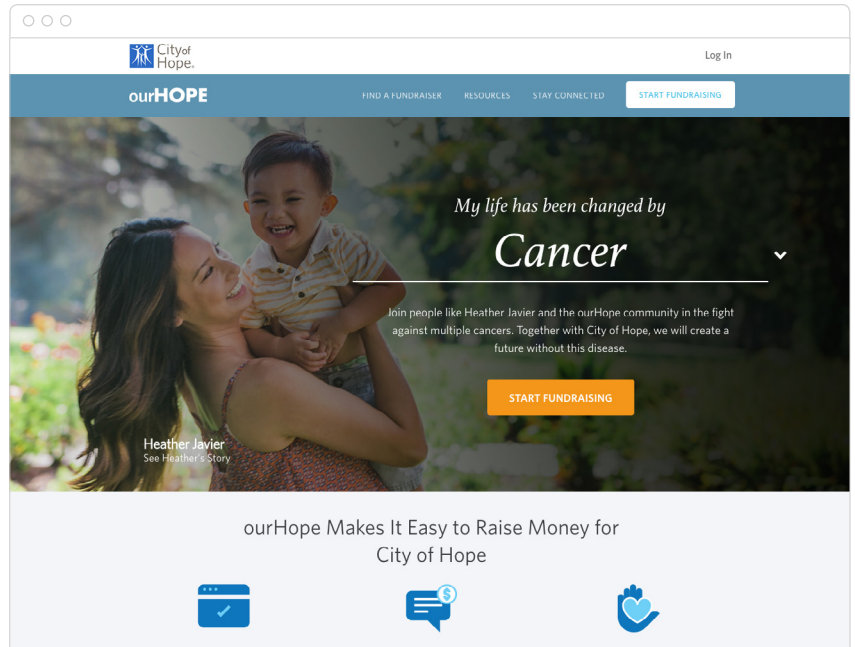 Cityof
Hope®
Log In
ourHOPE
FIND A FUNDRAISER
RESOURCES
STAY CONNECTED
START FUNDRAISING
My life has been changed by
Cancer
Join people like Heather Javier and the ourHope community in the fight
against multiple cancers. Together with City of Hope, we will create a
future without this disease.
START FUNDRAISING
Heather Javier
See Heather's Story
ourHope Makes It Easy to Raise Money for
City of Hope
$